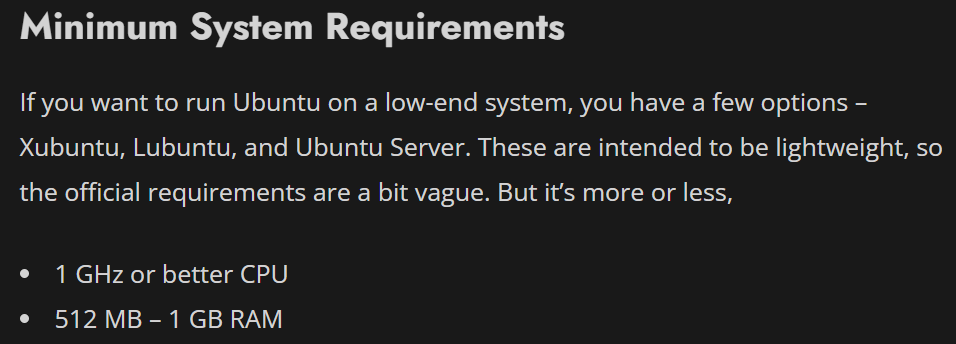 Minimum System Requirements
If you want to run Ubuntu on a low-end system, you have a few options –
Xubuntu, Lubuntu, and Ubuntu Server. These are intended to be lightweight, so
the official requirements are a bit vague. But it’s more or less,
• 1 GHz or better CPU
• 512 MB – 1 GB RAM